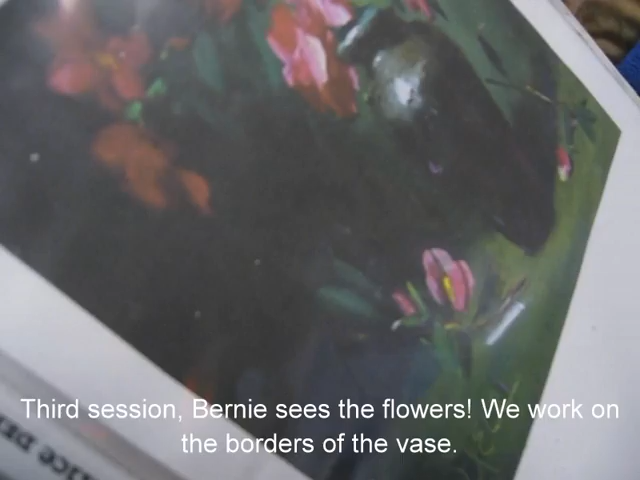 Third session, Bernie sees the flowers! We work on
the borders of the vase.